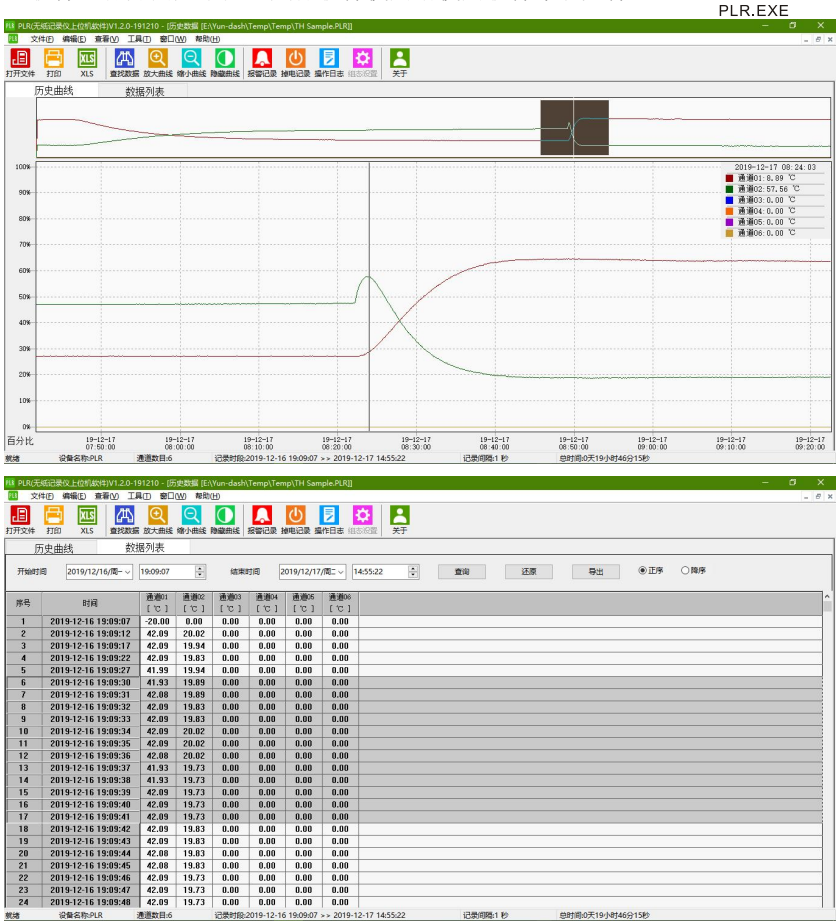 PLR.EXE
PLR(无纸记录仪上位机软件)V1.2.0-191210 - [历史数据 [E:\Yun-dash\Temp\Temp\TH Sample.PLR]]
文件(F) 编辑(E) 查看(V) 工具(D) 窗口(W) 帮助(H)
打开文件 打印 XLS 查找数据 放大曲线 缩小曲线 隐藏曲线 报警记录 掉电记录 操作日志 组态设置 关于
历史曲线 数据列表
2019-12-17 08:24:03
通道01:8.89 ℃
通道02:57.56 ℃
通道03:0.00 ℃
通道04:0.00 ℃
通道05:0.00 ℃
通道06:0.00 ℃
100%
90%
80%
70%
60%
50%
40%
30%
20%
10%
0%
百分比
19-12-17 19-12-17 19-12-17 19-12-17 19-12-17 19-12-17 19-12-17 19-12-17 19-12-17 19-12-17
07:50:00 08:00:00 08:10:00 08:20:00 08:30:00 08:40:00 08:50:00 09:00:00 09:10:00 09:20:00
就绪 设备名称:PLR 通道数目:6 记录时段:2019-12-16 19:09:07 >> 2019-12-17 14:55:22 记录间隔:1 秒 总时间:0天19小时46分15秒
PLR(无纸记录仪上位机软件)V1.2.0-191210 - [历史数据 [E:\Yun-dash\Temp\Temp\TH Sample.PLR]]
文件(F) 编辑(E) 查看(V) 工具(D) 窗口(W) 帮助(H)
打开文件 打印 XLS 查找数据 放大曲线 缩小曲线 隐藏曲线 报警记录 掉电记录 操作日志 组态设置 关于
历史曲线 数据列表
开始时间 2019/12/16/周一 19:09:07 结束时间 2019/12/17/周二 14:55:22 查询 还原 导出 正序 降序
序号 时间 通道01 通道02 通道03 通道04 通道05 通道06
[ ℃ ] [ ℃ ] [ ℃ ] [ ℃ ] [ ℃ ] [ ℃ ]
1 2019-12-16 19:09:07 -20.00 0.00 0.00 0.00 0.00 0.00
2 2019-12-16 19:09:12 42.09 20.02 0.00 0.00 0.00 0.00
3 2019-12-16 19:09:17 42.09 19.94 0.00 0.00 0.00 0.00
4 2019-12-16 19:09:22 42.09 19.83 0.00 0.00 0.00 0.00
5 2019-12-16 19:09:27 41.99 19.94 0.00 0.00 0.00 0.00
6 2019-12-16 19:09:30 41.93 19.89 0.00 0.00 0.00 0.00
7 2019-12-16 19:09:31 42.08 19.89 0.00 0.00 0.00 0.00
8 2019-12-16 19:09:32 42.09 19.83 0.00 0.00 0.00 0.00
9 2019-12-16 19:09:33 42.09 19.83 0.00 0.00 0.00 0.00
10 2019-12-16 19:09:34 42.09 20.02 0.00 0.00 0.00 0.00
11 2019-12-16 19:09:35 42.09 20.02 0.00 0.00 0.00 0.00
12 2019-12-16 19:09:36 42.08 20.02 0.00 0.00 0.00 0.00
13 2019-12-16 19:09:37 41.93 19.73 0.00 0.00 0.00 0.00
14 2019-12-16 19:09:38 41.93 19.73 0.00 0.00 0.00 0.00
15 2019-12-16 19:09:39 42.09 19.73 0.00 0.00 0.00 0.00
16 2019-12-16 19:09:40 42.09 19.73 0.00 0.00 0.00 0.00
17 2019-12-16 19:09:41 42.09 19.73 0.00 0.00 0.00 0.00
18 2019-12-16 19:09:42 42.09 19.83 0.00 0.00 0.00 0.00
19 2019-12-16 19:09:43 42.09 19.83 0.00 0.00 0.00 0.00
20 2019-12-16 19:09:44 42.08 19.83 0.00 0.00 0.00 0.00
21 2019-12-16 19:09:45 42.08 19.83 0.00 0.00 0.00 0.00
22 2019-12-16 19:09:46 42.09 19.73 0.00 0.00 0.00 0.00
23 2019-12-16 19:09:47 42.09 19.73 0.00 0.00 0.00 0.00
24 2019-12-16 19:09:48 42.09 19.73 0.00 0.00 0.00 0.00
就绪 设备名称:PLR 通道数目:6 记录时段:2019-12-16 19:09:07 >> 2019-12-17 14:55:22 记录间隔:1 秒 总时间:0天19小时46分15秒